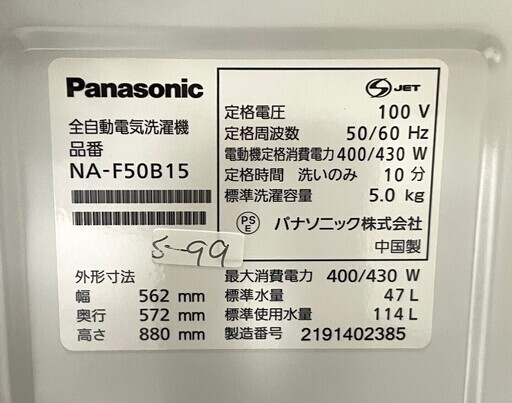 Panasonic
全自動電気洗濯機
品番
NA-F50B15
S-99
外形寸法
幅 562 mm
奥行 572 mm
高さ 880 mm
S JET
定格電圧 100 V
定格周波数 50/60 Hz
電動機定格消費電力 400/430 W
定格時間 洗いのみ 10 分
標準洗濯容量 5.0 kg
PS
E
パナソニック株式会社
中国製
最大消費電力 400/430 W
標準水量 47 L
標準使用水量 114 L
製造番号 2191402385